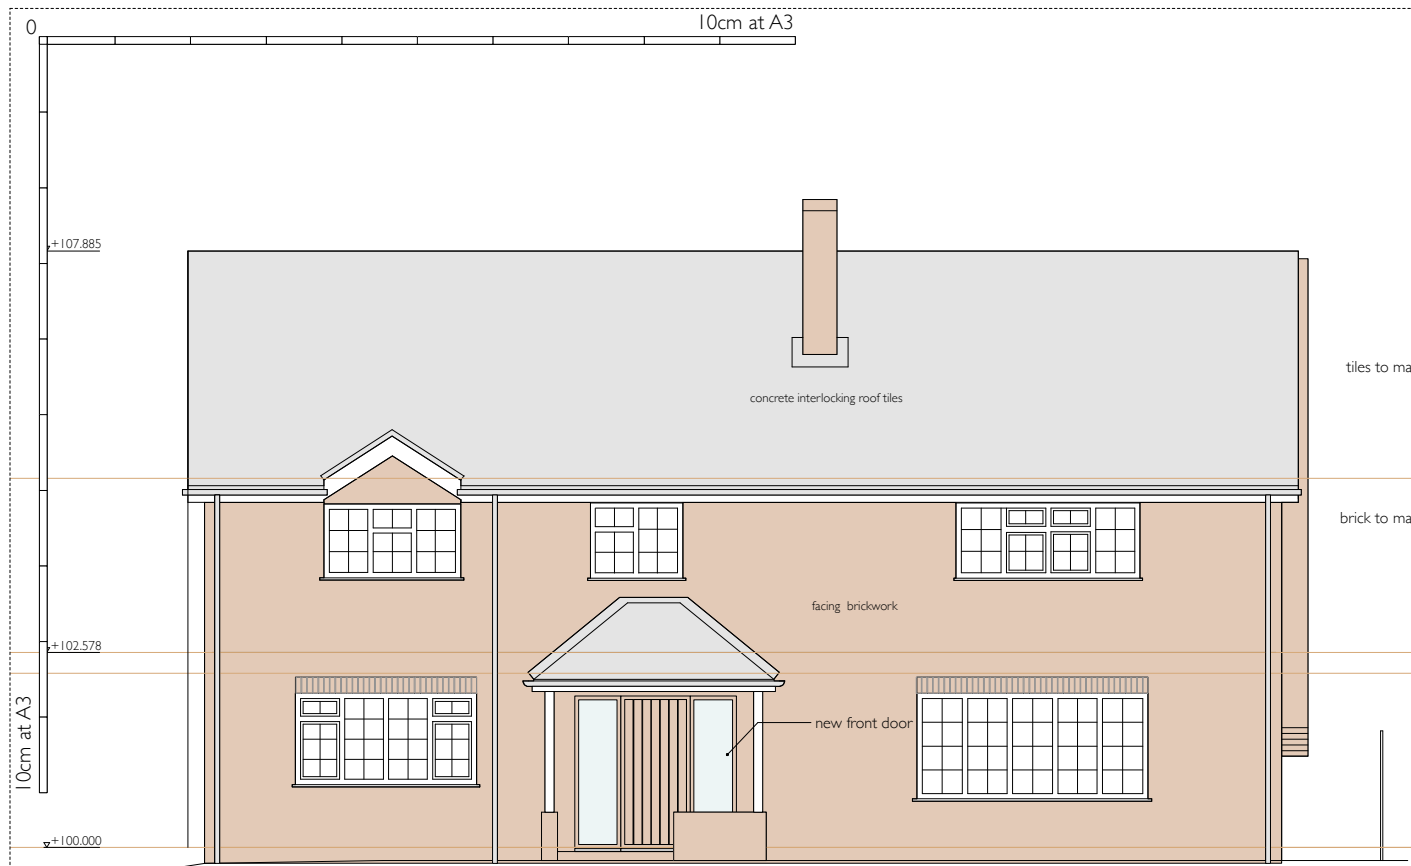 0
10cm at A3
+107.885
tiles to ma
concrete interlocking roof tiles
brick to ma
facing brickwork
+102.578
10cm at A3
new front door
+100.000